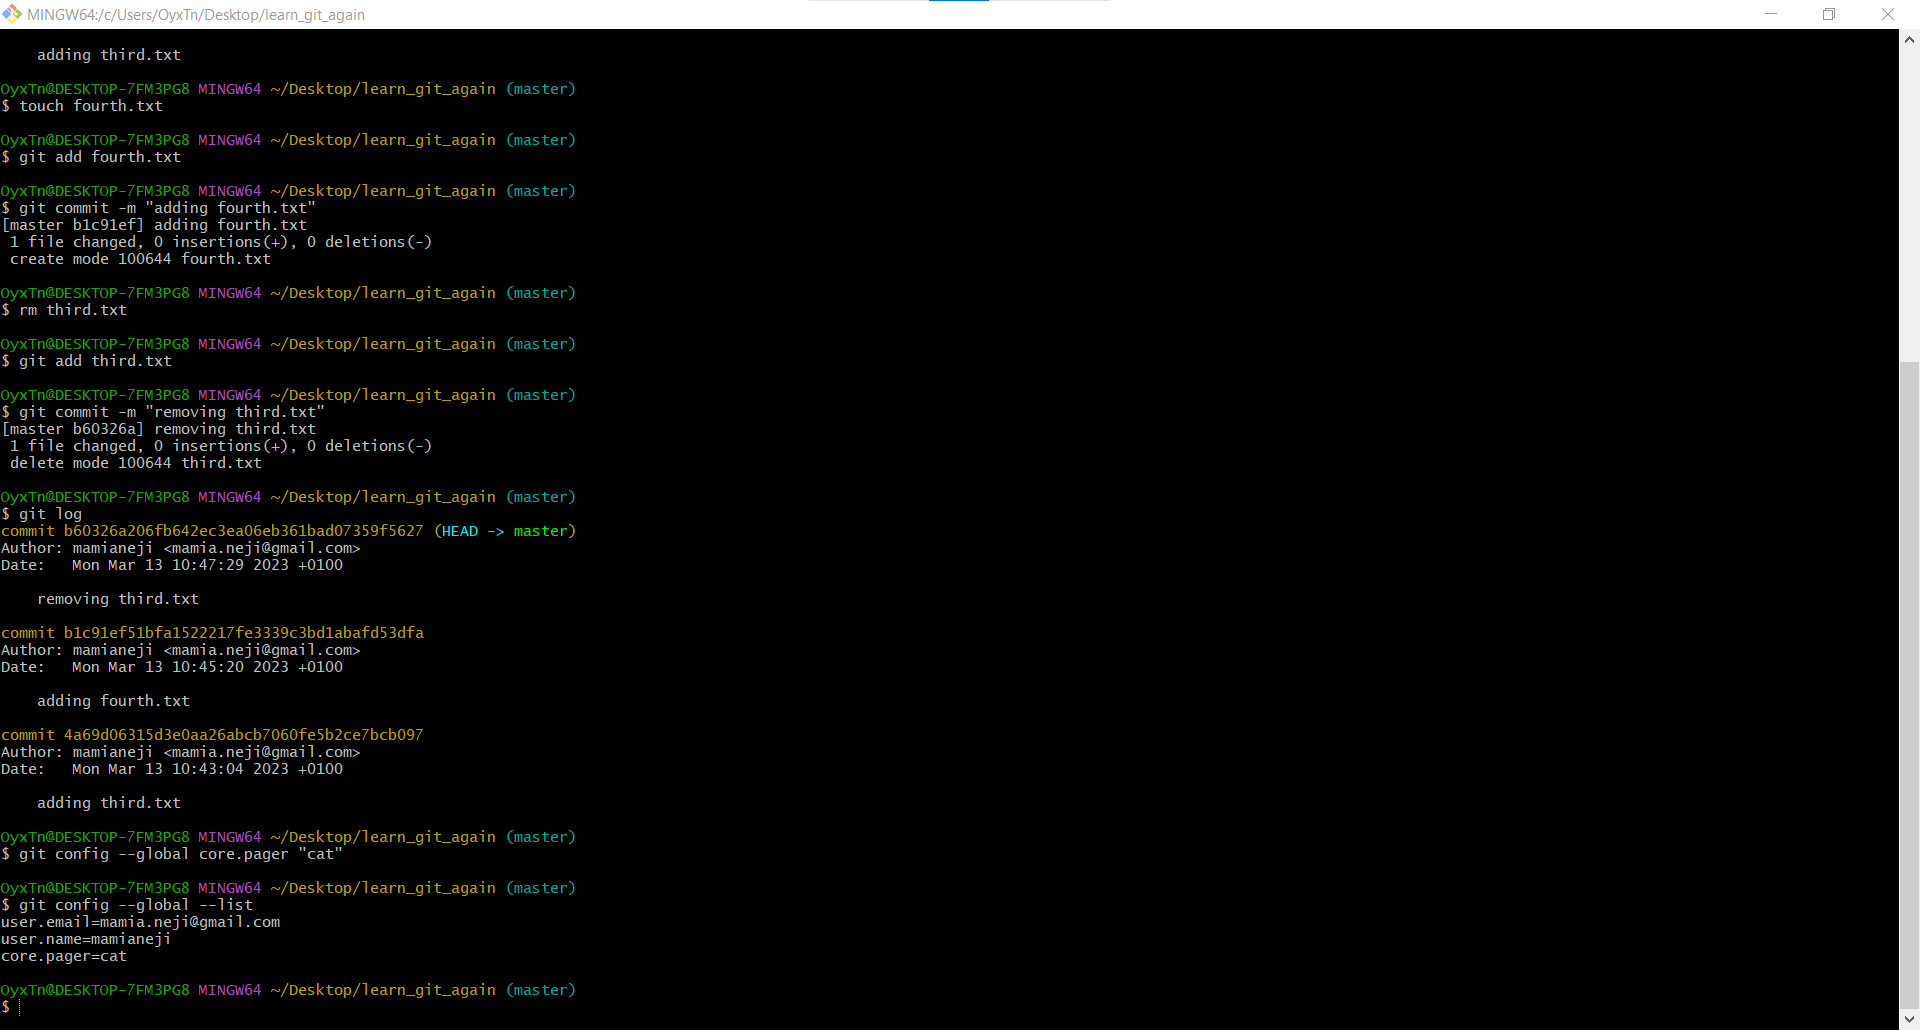 MINGW64:/c/Users/OyxTn/Desktop/learn_git_again
    adding third.txt
OyxTn@DESKTOP-7FM3PG8 MINGW64 ~/Desktop/learn_git_again (master)
$ touch fourth.txt
OyxTn@DESKTOP-7FM3PG8 MINGW64 ~/Desktop/learn_git_again (master)
$ git add fourth.txt
OyxTn@DESKTOP-7FM3PG8 MINGW64 ~/Desktop/learn_git_again (master)
$ git commit -m "adding fourth.txt"
[master b1c91ef] adding fourth.txt
 1 file changed, 0 insertions(+), 0 deletions(-)
 create mode 100644 fourth.txt
OyxTn@DESKTOP-7FM3PG8 MINGW64 ~/Desktop/learn_git_again (master)
$ rm third.txt
OyxTn@DESKTOP-7FM3PG8 MINGW64 ~/Desktop/learn_git_again (master)
$ git add third.txt
OyxTn@DESKTOP-7FM3PG8 MINGW64 ~/Desktop/learn_git_again (master)
$ git commit -m "removing third.txt"
[master b60326a] removing third.txt
 1 file changed, 0 insertions(+), 0 deletions(-)
 delete mode 100644 third.txt
OyxTn@DESKTOP-7FM3PG8 MINGW64 ~/Desktop/learn_git_again (master)
$ git log
commit b60326a206fb642ec3ea06eb361bad07359f5627 (HEAD -> master)
Author: mamianeji <mamia.neji@gmail.com>
Date:   Mon Mar 13 10:47:29 2023 +0100
    removing third.txt
commit b1c91ef51bfa1522217fe3339c3bd1abafd53dfa
Author: mamianeji <mamia.neji@gmail.com>
Date:   Mon Mar 13 10:45:20 2023 +0100
    adding fourth.txt
commit 4a69d06315d3e0aa26abcb7060fe5b2ce7bcb097
Author: mamianeji <mamia.neji@gmail.com>
Date:   Mon Mar 13 10:43:04 2023 +0100
    adding third.txt
OyxTn@DESKTOP-7FM3PG8 MINGW64 ~/Desktop/learn_git_again (master)
$ git config --global core.pager "cat"
OyxTn@DESKTOP-7FM3PG8 MINGW64 ~/Desktop/learn_git_again (master)
$ git config --global --list
user.email=mamia.neji@gmail.com
user.name=mamianeji
core.pager=cat
OyxTn@DESKTOP-7FM3PG8 MINGW64 ~/Desktop/learn_git_again (master)
$